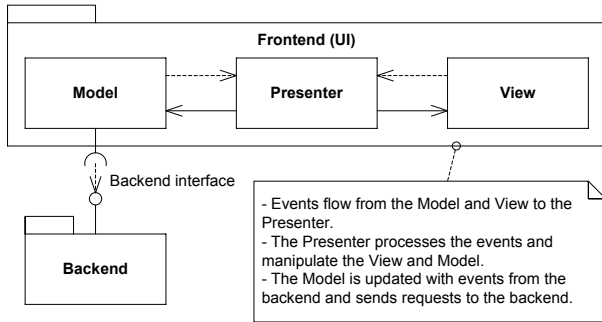 Frontend (UI)
Model
Presenter
View
Backend interface
Backend
- Events flow from the Model and View to the
Presenter.
- The Presenter processes the events and
manipulate the View and Model.
- The Model is updated with events from the
backend and sends requests to the backend.